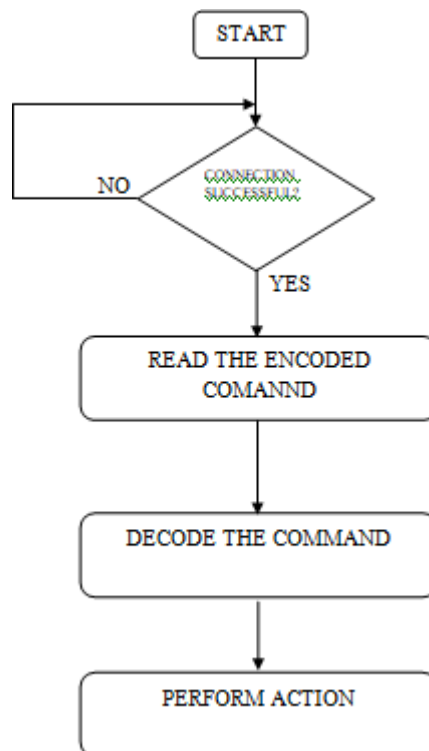 START
CONNECTION
SUCCESSFUL?
NO
YES
READ THE ENCODED
COMANND
DECODE THE COMMAND
PERFORM ACTION